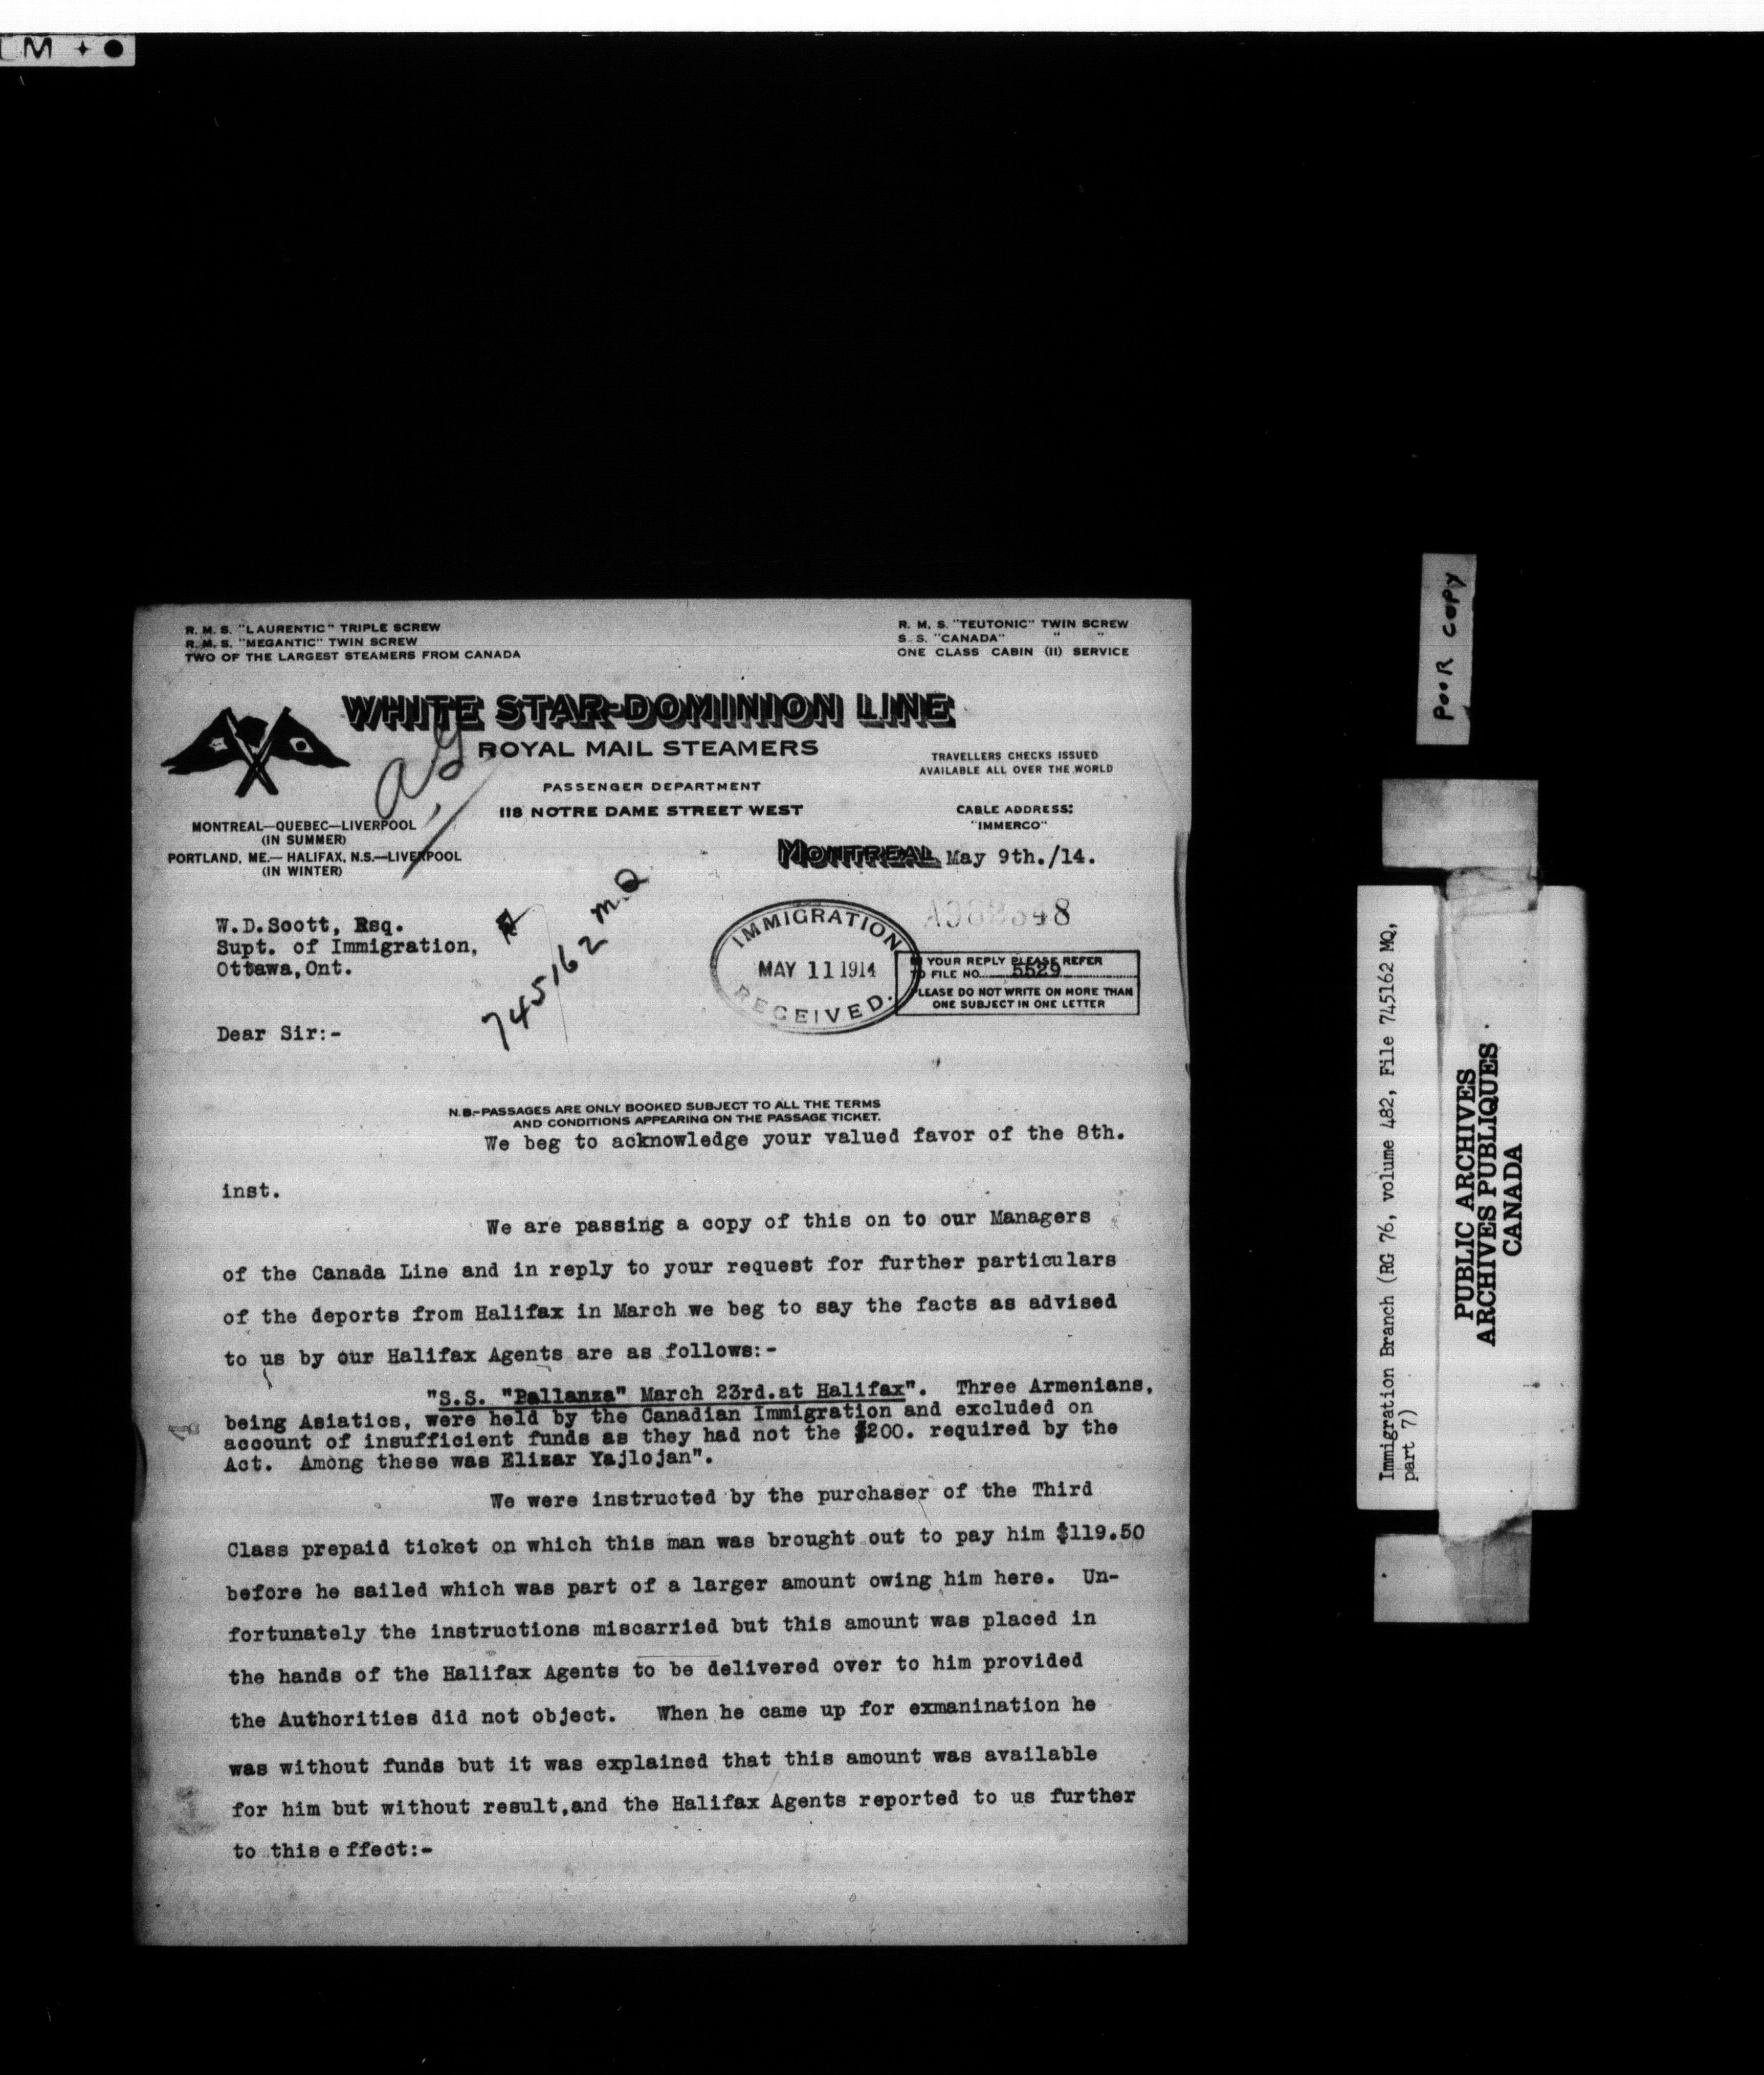 LM
R. M. S. "LAURENTIC" TRIPLE SCREW
R. M. S. "MEGANTIC" TWIN SCREW
TWO OF THE LARGEST STEAMERS FROM CANADA
R. M. S. "TEUTONIC" TWIN SCREW
S. S. "CANADA" " "
ONE CLASS CABIN (II) SERVICE
WHITE STAR-DOMINION LINE
ROYAL MAIL STEAMERS
PASSENGER DEPARTMENT
118 NOTRE DAME STREET WEST
TRAVELLERS CHECKS ISSUED
AVAILABLE ALL OVER THE WORLD
CABLE ADDRESS:
"IMMERCO"
MONTREAL—QUEBEC—LIVERPOOL
(IN SUMMER)
PORTLAND, ME.— HALIFAX, N.S.—LIVERPOOL
(IN WINTER)
MONTREAL May 9th./14.
W.D.Scott, Esq.
Supt. of Immigration,
Ottawa,Ont.
745162 M.Q
IMMIGRATION
MAY 11 1914
RECEIVED.
IN YOUR REPLY PLEASE REFER
TO FILE NO. 5529
PLEASE DO NOT WRITE ON MORE THAN
ONE SUBJECT IN ONE LETTER
Dear Sir:-
N.B.-PASSAGES ARE ONLY BOOKED SUBJECT TO ALL THE TERMS
AND CONDITIONS APPEARING ON THE PASSAGE TICKET.
We beg to acknowledge your valued favor of the 8th.
inst.
We are passing a copy of this on to our Managers
of the Canada Line and in reply to your request for further particulars
of the deports from Halifax in March we beg to say the facts as advised
to us by our Halifax Agents are as follows:-
"S.S. "Pallanza" March 23rd.at Halifax". Three Armenians,
being Asiatics, were held by the Canadian Immigration and excluded on
account of insufficient funds as they had not the $200. required by the
Act. Among these was Elizar Yajlojan".
We were instructed by the purchaser of the Third
Class prepaid ticket on which this man was brought out to pay him $119.50
before he sailed which was part of a larger amount owing him here. Un-
fortunately the instructions miscarried but this amount was placed in
the hands of the Halifax Agents to be delivered over to him provided
the Authorities did not object. When he came up for exmanination he
was without funds but it was explained that this amount was available
for him but without result,and the Halifax Agents reported to us further
to this effect:-
POOR COPY
Immigration Branch (RG 76, volume 482, File 745162 MQ,
part 7)
PUBLIC ARCHIVES
ARCHIVES PUBLIQUES
CANADA